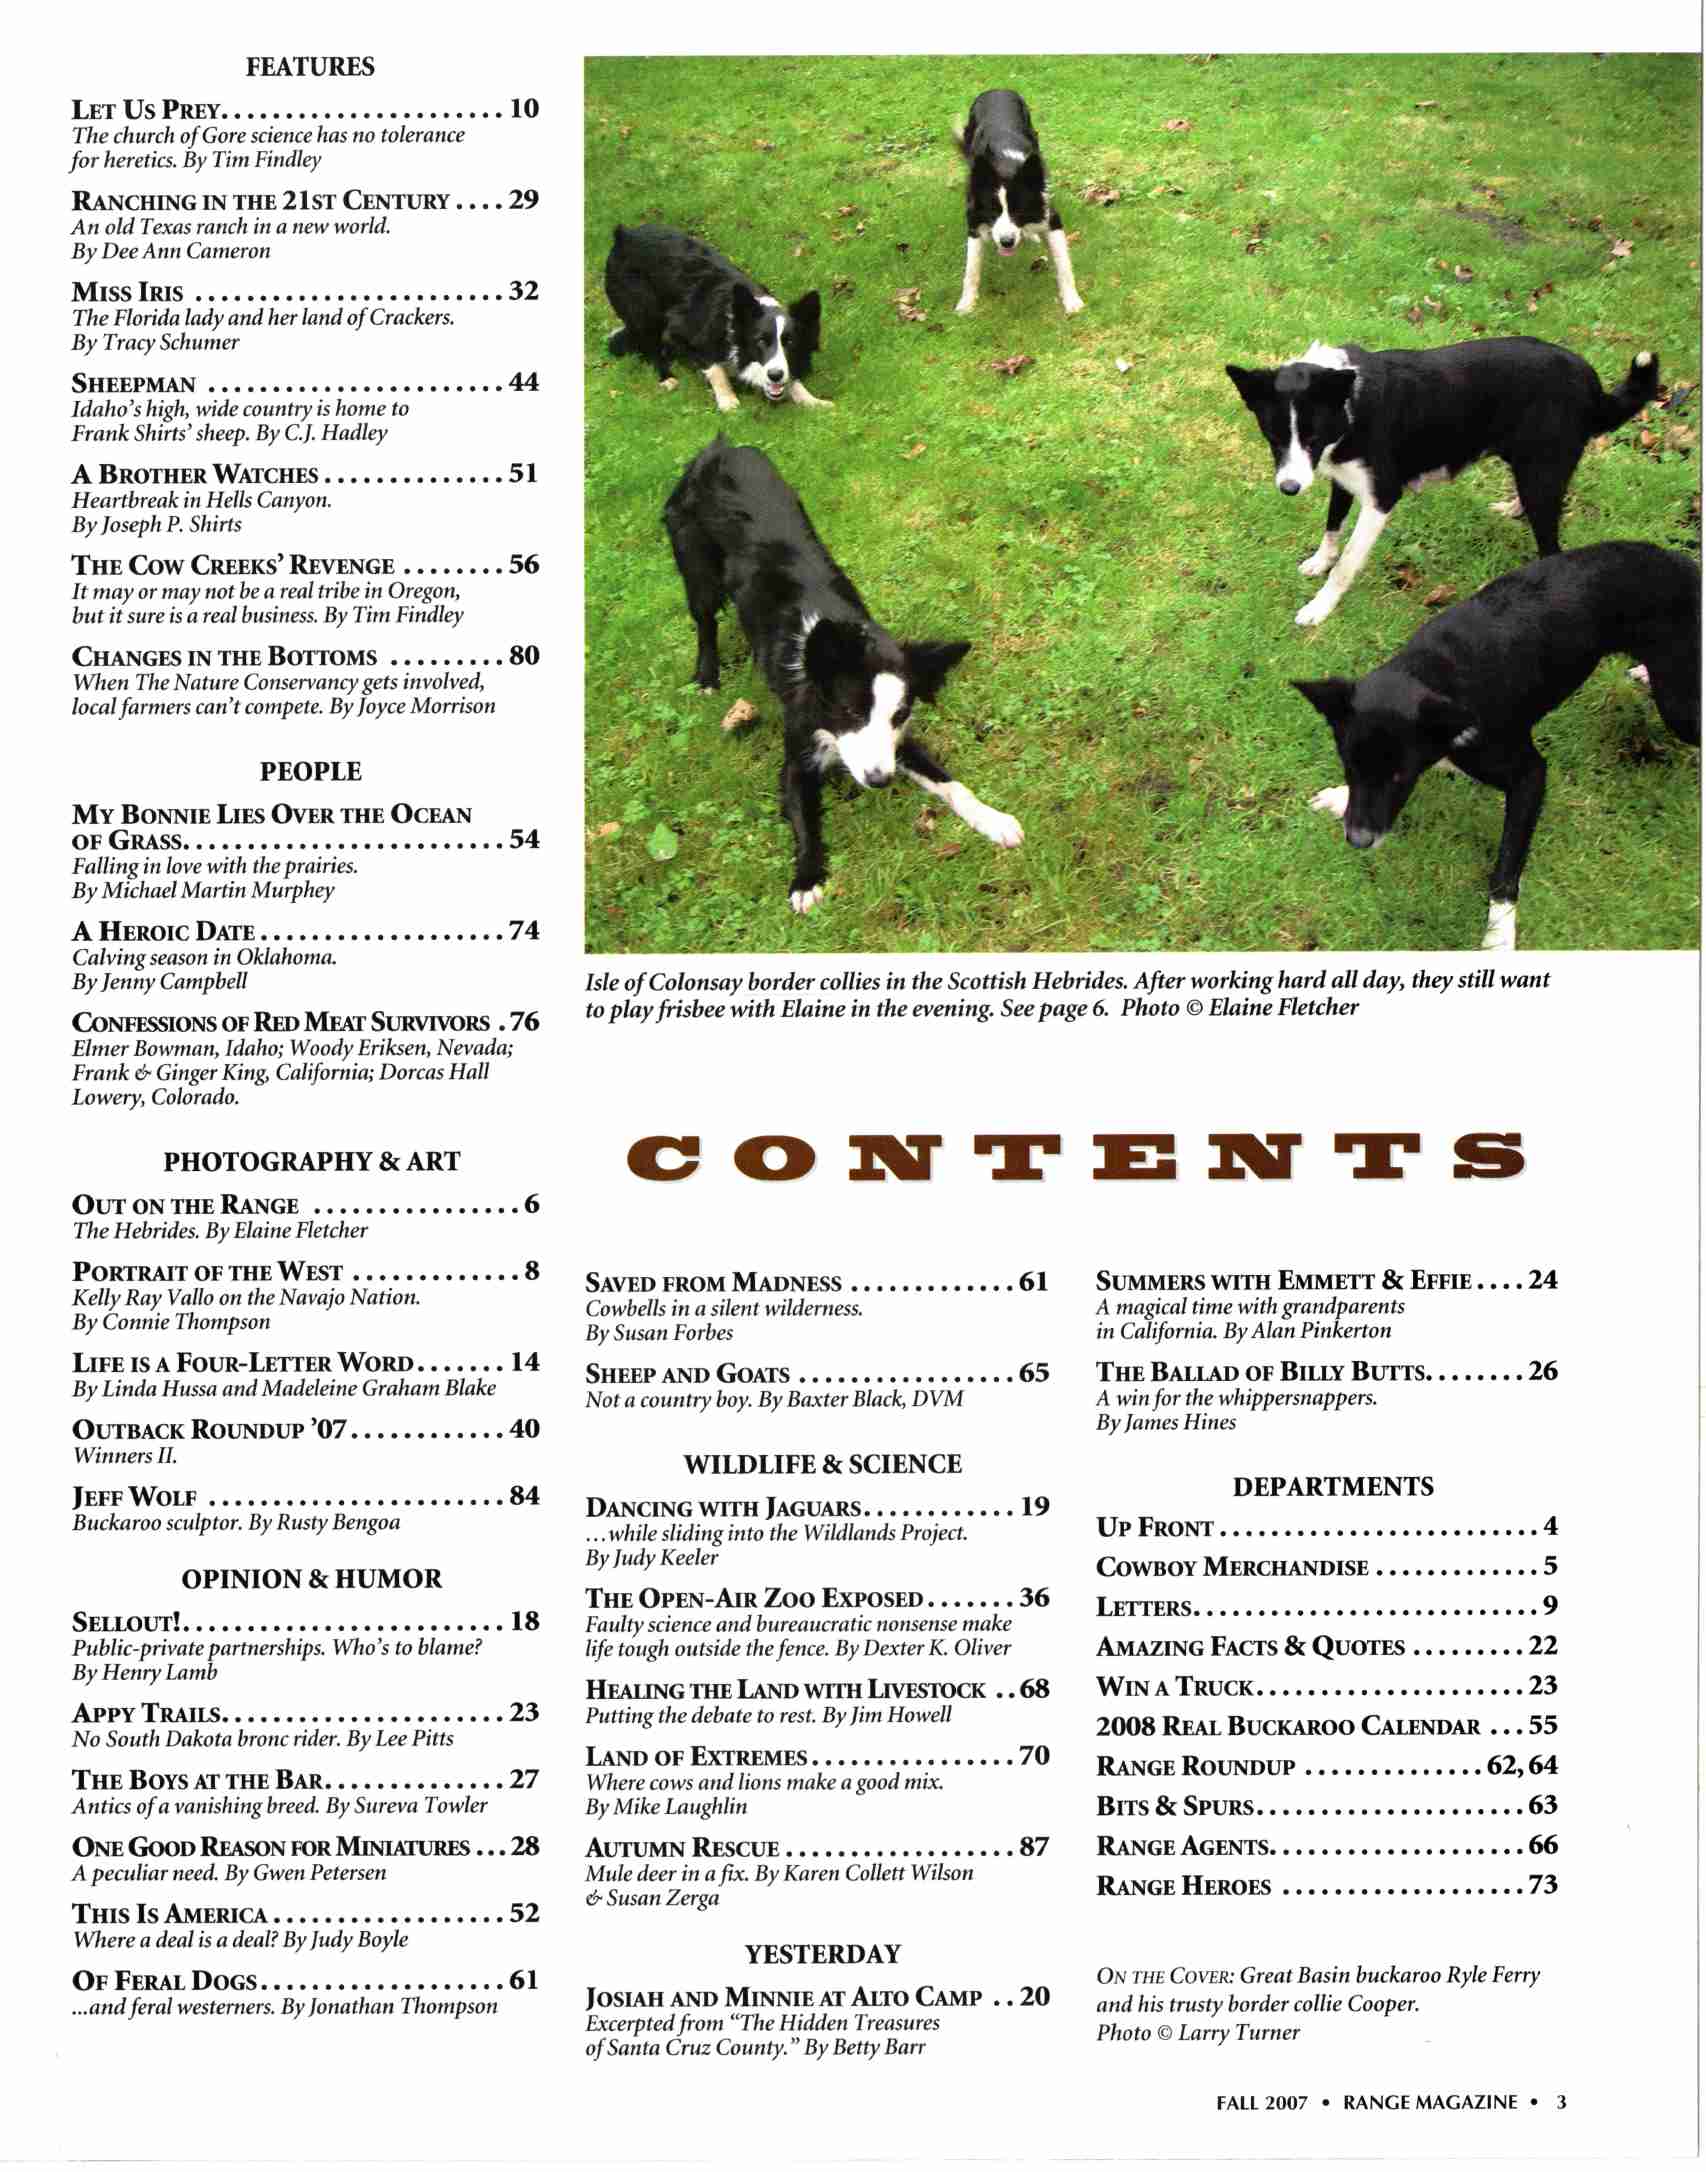 FEATURES
LET US PREY......................10
The church of Gore science has no tolerance
for heretics. By Tim Findley
RANCHING IN THE 21ST CENTURY....29
An old Texas ranch in a new world.
By Dee Ann Cameron
MISS IRIS ........................32
The Florida lady and her land of Crackers.
By Tracy Schumer
SHEEPMAN .......................44
Idaho's high, wide country is home to
Frank Shirts' sheep. By C.J. Hadley
A BROTHER WATCHES..............51
Heartbreak in Hells Canyon.
By Joseph P. Shirts
THE COW CREEKS' REVENGE ........56
It may or may not be a real tribe in Oregon,
but it sure is a real business. By Tim Findley
CHANGES IN THE BOTTOMS .........80
When The Nature Conservancy gets involved,
local farmers can't compete. By Joyce Morrison
PEOPLE
MY BONNIE LIES OVER THE OCEAN
OF GRASS.........................54
Falling in love with the prairies.
By Michael Martin Murphey
A HEROIC DATE...................74
Calving season in Oklahoma.
By Jenny Campbell
CONFESSIONS OF RED MEAT SURVIVORS .76
Elmer Bowman, Idaho; Woody Eriksen, Nevada;
Frank & Ginger King, California; Dorcas Hall
Lowery, Colorado.
PHOTOGRAPHY & ART
OUT ON THE RANGE ................6
The Hebrides. By Elaine Fletcher
PORTRAIT OF THE WEST .............8
Kelly Ray Vallo on the Navajo Nation.
By Connie Thompson
LIFE IS A FOUR-LETTER WORD.......14
By Linda Hussa and Madeleine Graham Blake
OUTBACK ROUNDUP '07............40
Winners II.
JEFF WOLF .......................84
Buckaroo sculptor. By Rusty Bengoa
OPINION & HUMOR
SELLOUT!.........................18
Public-private partnerships. Who's to blame?
By Henry Lamb
APPY TRAILS......................23
No South Dakota bronc rider. By Lee Pitts
THE BOYS AT THE BAR..............27
Antics of a vanishing breed. By Sureva Towler
ONE GOOD REASON FOR MINIATURES ...28
A peculiar need. By Gwen Petersen
THIS IS AMERICA..................52
Where a deal is a deal? By Judy Boyle
OF FERAL DOGS...................61
...and feral westerners. By Jonathan Thompson
Isle of Colonsay border collies in the Scottish Hebrides. After working hard all day, they still want
to play frisbee with Elaine in the evening. See page 6. Photo © Elaine Fletcher
CONTENTS
SAVED FROM MADNESS .............61
Cowbells in a silent wilderness.
By Susan Forbes
SHEEP AND GOATS .................65
Not a country boy. By Baxter Black, DVM
WILDLIFE & SCIENCE
DANCING WITH JAGUARS............19
...while sliding into the Wildlands Project.
By Judy Keeler
THE OPEN-AIR ZOO EXPOSED.......36
Faulty science and bureaucratic nonsense make
life tough outside the fence. By Dexter K. Oliver
HEALING THE LAND WITH LIVESTOCK ..68
Putting the debate to rest. By Jim Howell
LAND OF EXTREMES................70
Where cows and lions make a good mix.
By Mike Laughlin
AUTUMN RESCUE..................87
Mule deer in a fix. By Karen Collett Wilson
& Susan Zerga
YESTERDAY
JOSIAH AND MINNIE AT ALTO CAMP ..20
Excerpted from “The Hidden Treasures
of Santa Cruz County.” By Betty Barr
SUMMERS WITH EMMETT & EFFIE....24
A magical time with grandparents
in California. By Alan Pinkerton
THE BALLAD OF BILLY BUTTS........26
A win for the whippersnappers.
By James Hines
DEPARTMENTS
UP FRONT.........................4
COWBOY MERCHANDISE.............5
LETTERS...........................9
AMAZING FACTS & QUOTES .........22
WIN A TRUCK.....................23
2008 REAL BUCKAROO CALENDAR ...55
RANGE ROUNDUP ..............62, 64
BITS & SPURS.....................63
RANGE AGENTS....................66
RANGE HEROES ...................73
ON THE COVER: Great Basin buckaroo Ryle Ferry
and his trusty border collie Cooper.
Photo © Larry Turner
FALL 2007 • RANGE MAGAZINE • 3